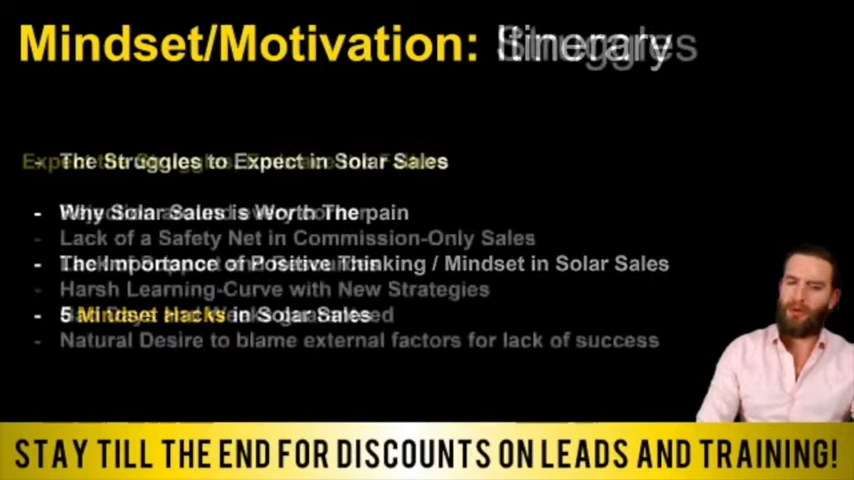 Mindset/Motivation: Itinerary
- The Struggles to Expect in Solar Sales
- Why Solar Sales is Worth The pain
- Lack of a Safety Net in Commission-Only Sales
- The Importance of Positive Thinking / Mindset in Solar Sales
- Harsh Learning-Curve with New Strategies
- 5 Mindset Hacks in Solar Sales
- Natural Desire to blame external factors for lack of success
STAY TILL THE END FOR DISCOUNTS ON LEADS AND TRAINING!